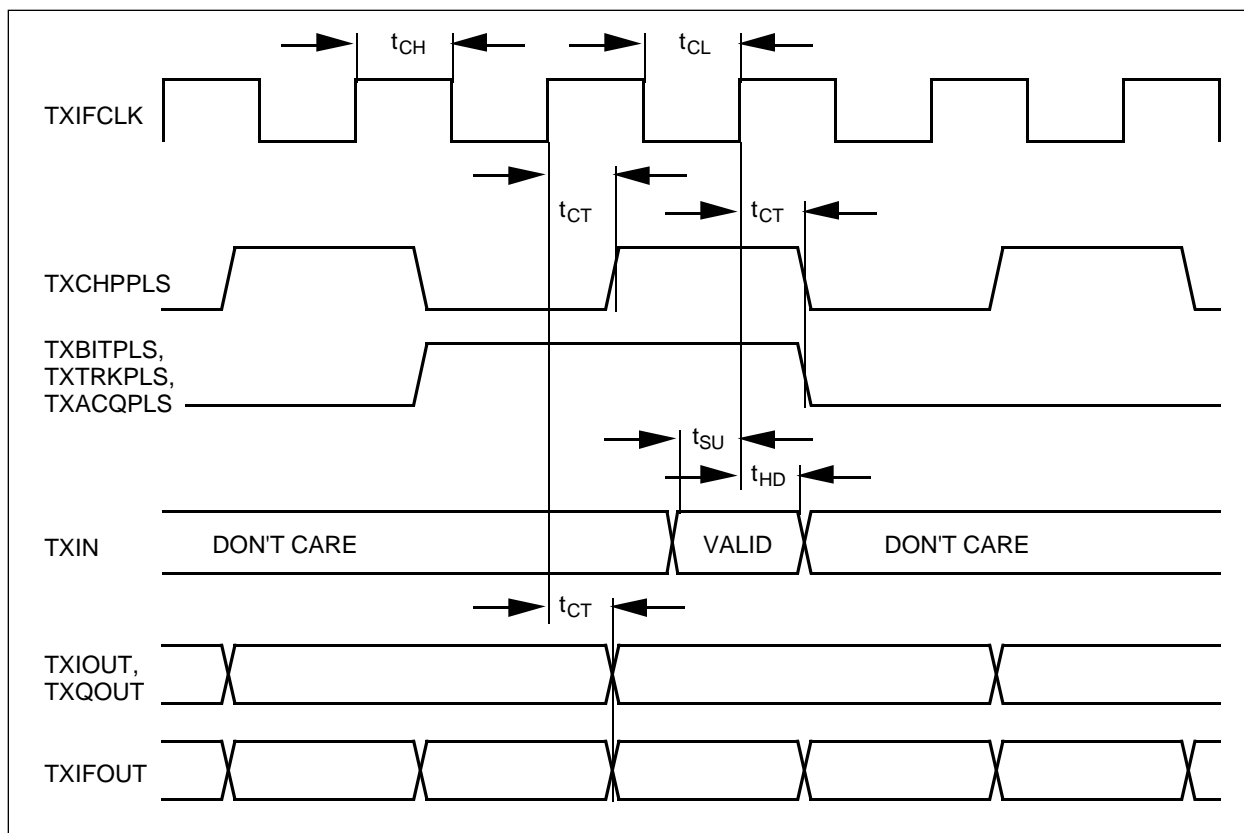 tCH
tCL
TXIFCLK
tCT
tCT
TXCHPPLS
TXBITPLS,
TXTRKPLS,
TXACQPLS
tSU
tHD
TXIN
DON'T CARE
VALID
DON'T CARE
tCT
TXIOUT,
TXQOUT
TXIFOUT